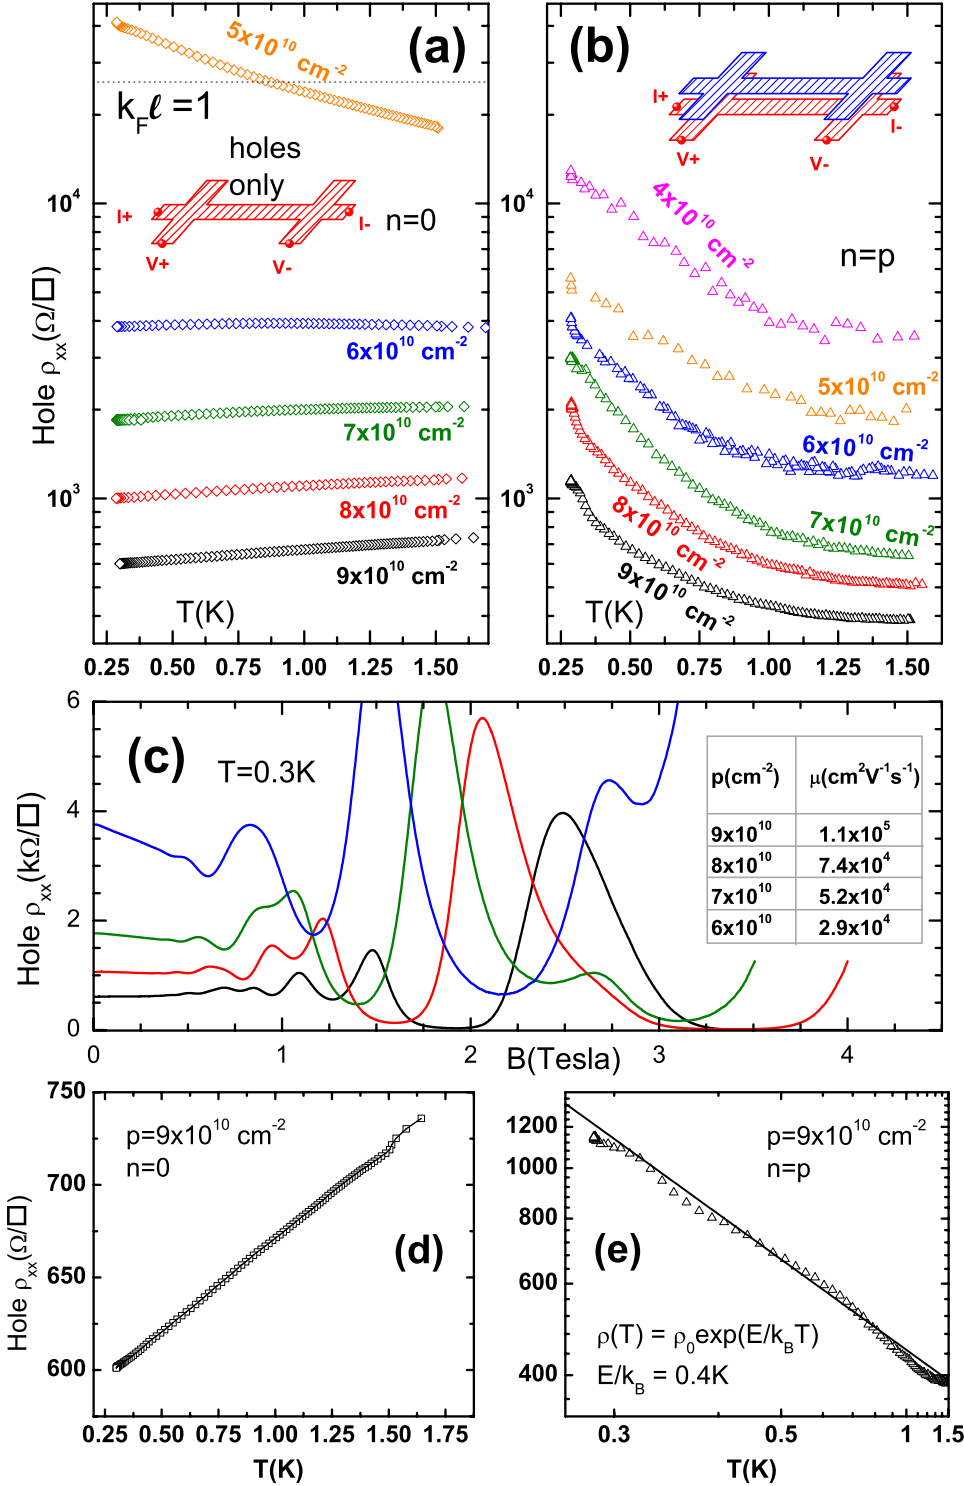 (a)
5x10^10 cm^-2
k_F ℓ =1
holes
only
n=0
I+
I-
V+
V-
6x10^10 cm^-2
7x10^10 cm^-2
8x10^10 cm^-2
9x10^10 cm^-2
10^4
10^3
Hole ρ_xx(Ω/□)
T(K)
0.25 0.50 0.75 1.00 1.25 1.50
(b)
I+
I-
V+
V-
4x10^10 cm^-2
n=p
5x10^10 cm^-2
6x10^10 cm^-2
7x10^10 cm^-2
8x10^10 cm^-2
9x10^10 cm^-2
10^4
10^3
T(K)
0.25 0.50 0.75 1.00 1.25 1.50
(c)
T=0.3K
p(cm^-2) μ(cm^2V^-1s^-1)
9x10^10 1.1x10^5
8x10^10 7.4x10^4
7x10^10 5.2x10^4
6x10^10 2.9x10^4
6
4
2
0
Hole ρ_xx(kΩ/□)
0 1 2 3 4
B(Tesla)
750
700
650
600
Hole ρ_xx(Ω/□)
p=9x10^10 cm^-2
n=0
(d)
0.25 0.50 0.75 1.00 1.25 1.50 1.75
T(K)
1200
1000
800
600
400
p=9x10^10 cm^-2
n=p
(e)
ρ(T) = ρ_0exp(E/k_BT)
E/k_B = 0.4K
0.3 0.5 1 1.5
T(K)